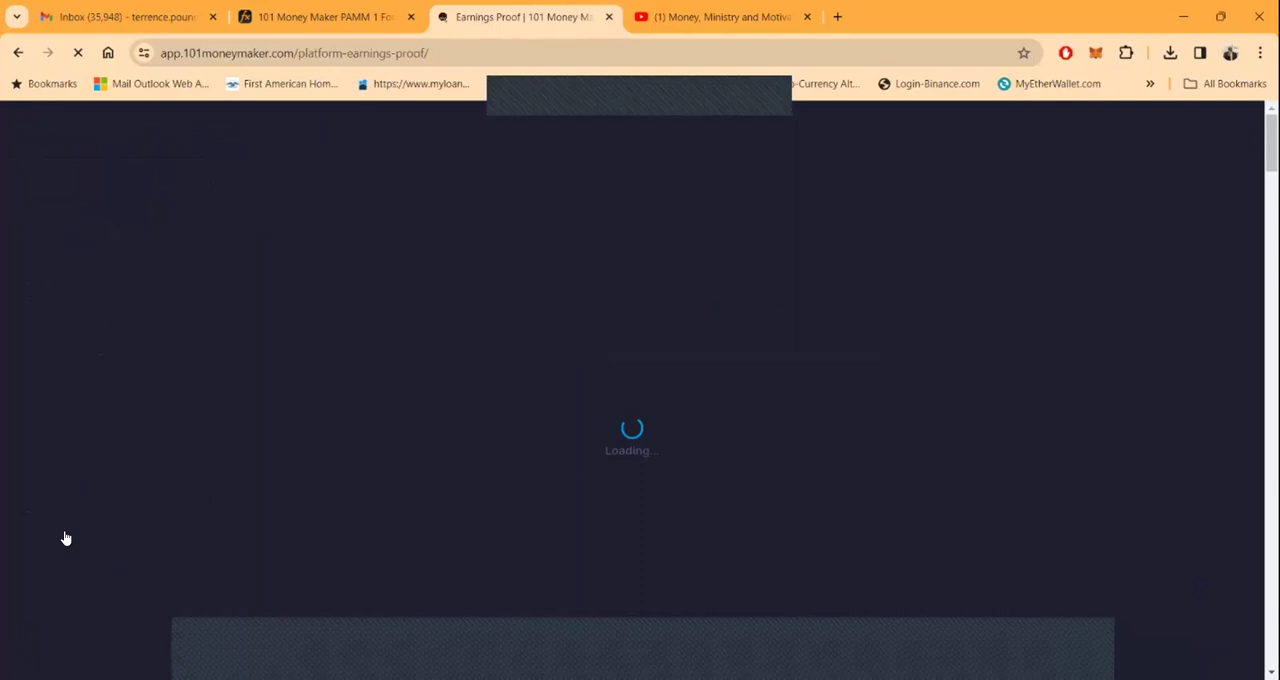 Inbox (35,948) - terrence.poun
101 Money Maker PAMM 1 Fo
Earnings Proof | 101 Money M
(1) Money, Ministry and Motiva
app.101moneymaker.com/platform-earnings-proof/
Bookmarks
Mail Outlook Web A...
First American Hom...
https://www.myloan...
-Currency Alt...
Login-Binance.com
MyEtherWallet.com
»
All Bookmarks
Loading...